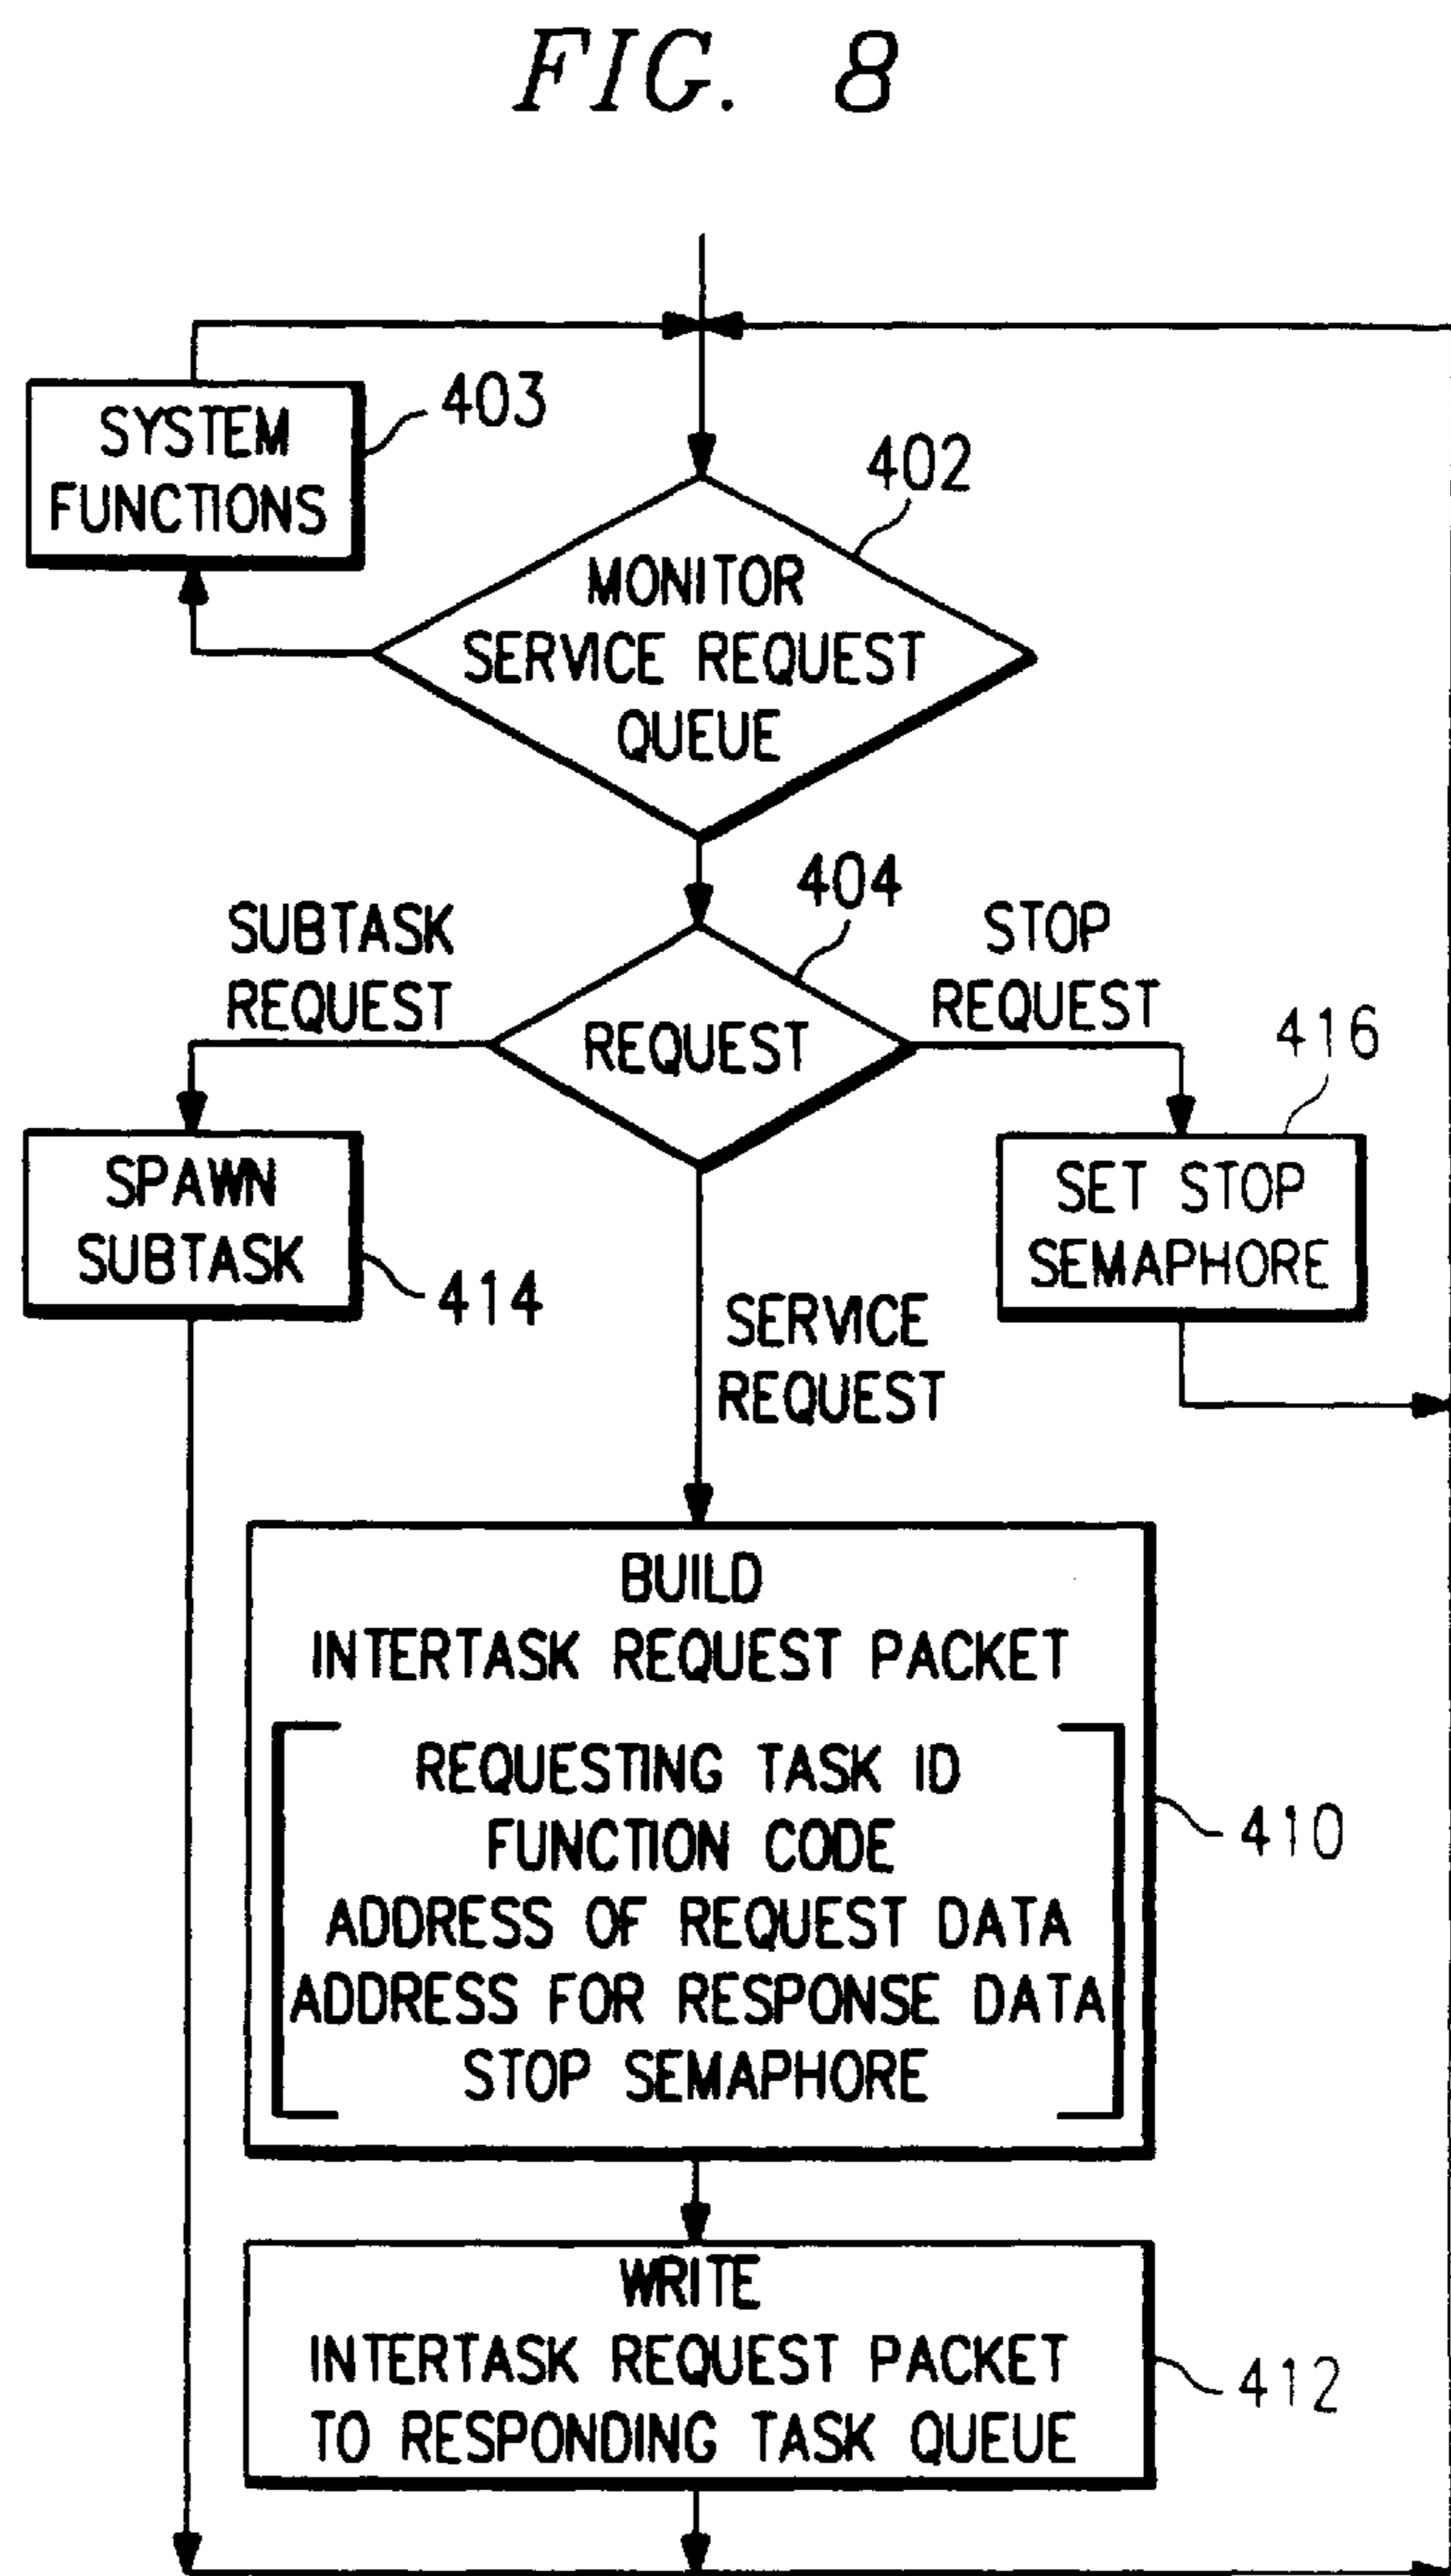 FIG. 8
SYSTEM
FUNCTIONS
403
402
MONITOR
SERVICE REQUEST
QUEUE
404
SUBTASK
REQUEST
REQUEST
STOP
REQUEST
416
SPAWN
SUBTASK
414
SET STOP
SEMAPHORE
SERVICE
REQUEST
BUILD
INTERTASK REQUEST PACKET
REQUESTING TASK ID
FUNCTION CODE
ADDRESS OF REQUEST DATA
ADDRESS FOR RESPONSE DATA
STOP SEMAPHORE
410
WRITE
INTERTASK REQUEST PACKET
TO RESPONDING TASK QUEUE
412